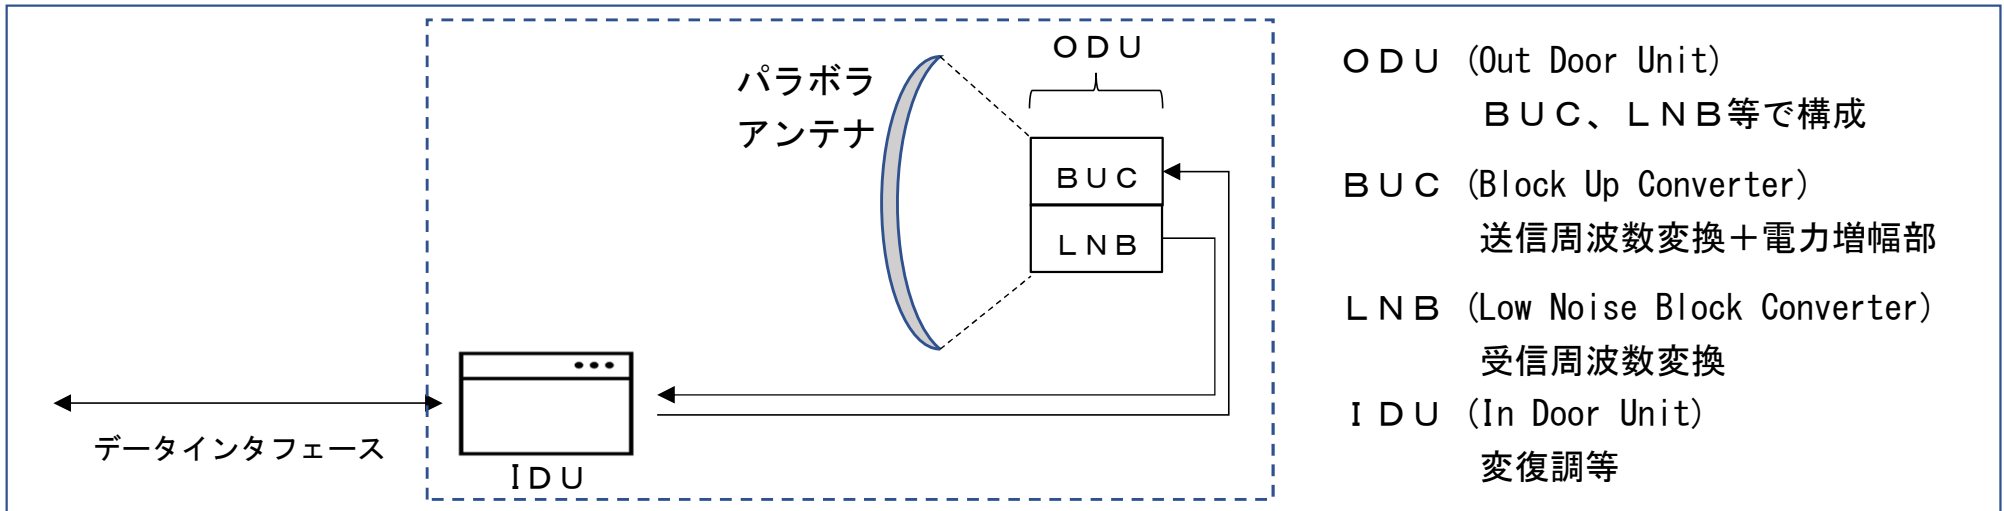 ODU
パラボラ
アンテナ
BUC
LNB
データインタフェース
IDU
ODU (Out Door Unit)
BUC、LNB等で構成
BUC (Block Up Converter)
送信周波数変換+電力増幅部
LNB (Low Noise Block Converter)
受信周波数変換
IDU (In Door Unit)
変復調等